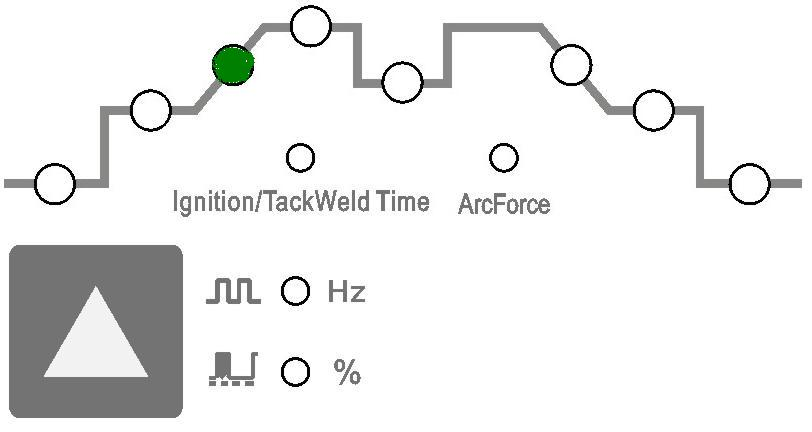 Ignition/TackWeld Time
ArcForce
Hz
%